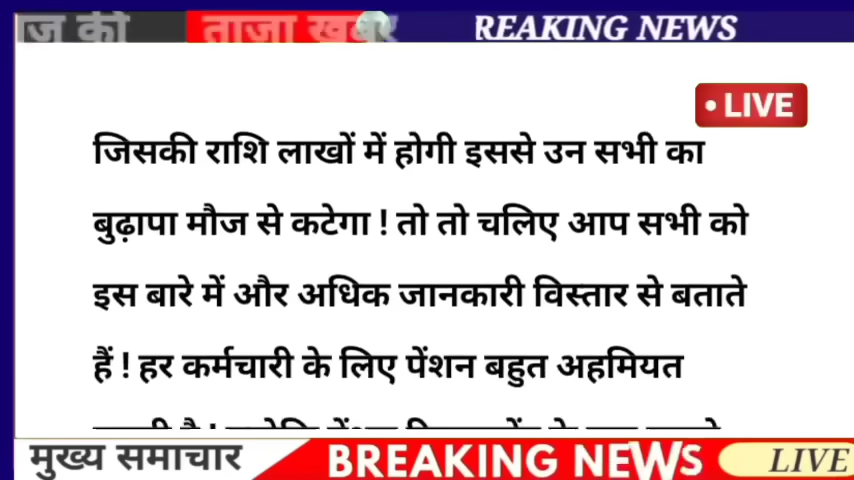 ज की ताजा खबर REAKING NEWS
• LIVE
जिसकी राशि लाखों में होगी इससे उन सभी का
बुढ़ापा मौज से कटेगा ! तो तो चलिए आप सभी को
इस बारे में और अधिक जानकारी विस्तार से बताते
हैं ! हर कर्मचारी के लिए पेंशन बहुत अहमियत
मुख्य समाचार BREAKING NEWS LIVE